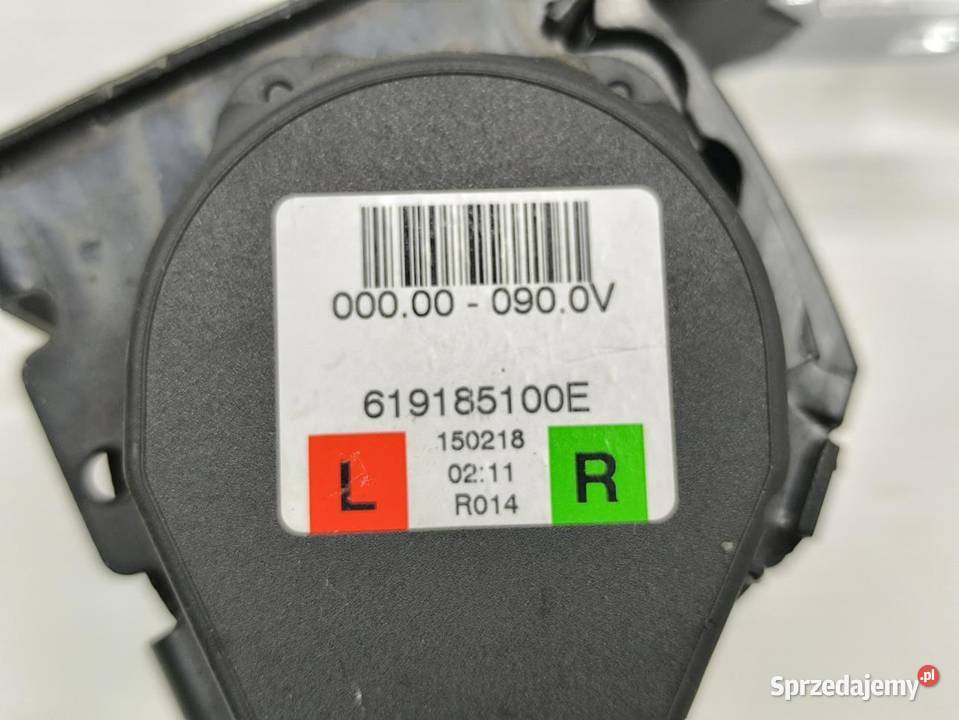 000.00 - 090.0V
619185100E
150218
L
02:11
R
R014
Sprzedajemy.pl